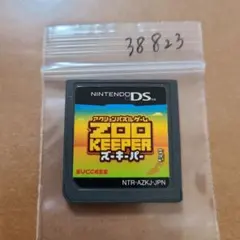 38823
NINTENDO DS
アクションパズルゲーム
ZOO
KEEPER
ズーキーパー
SUCCESS
NTR-AZKJ-JPN